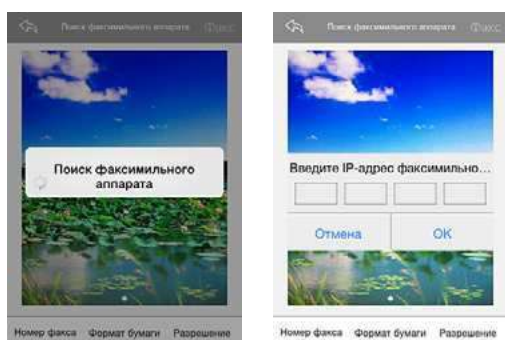 Поиск факсимильного аппарата
Поиск факсимильного
аппарата
Номер факса Формат бумаги Разрешение
Поиск факсимильного аппарата
Введите IP-адрес факсимильно...
Отмена OK
Номер факса Формат бумаги Разрешение